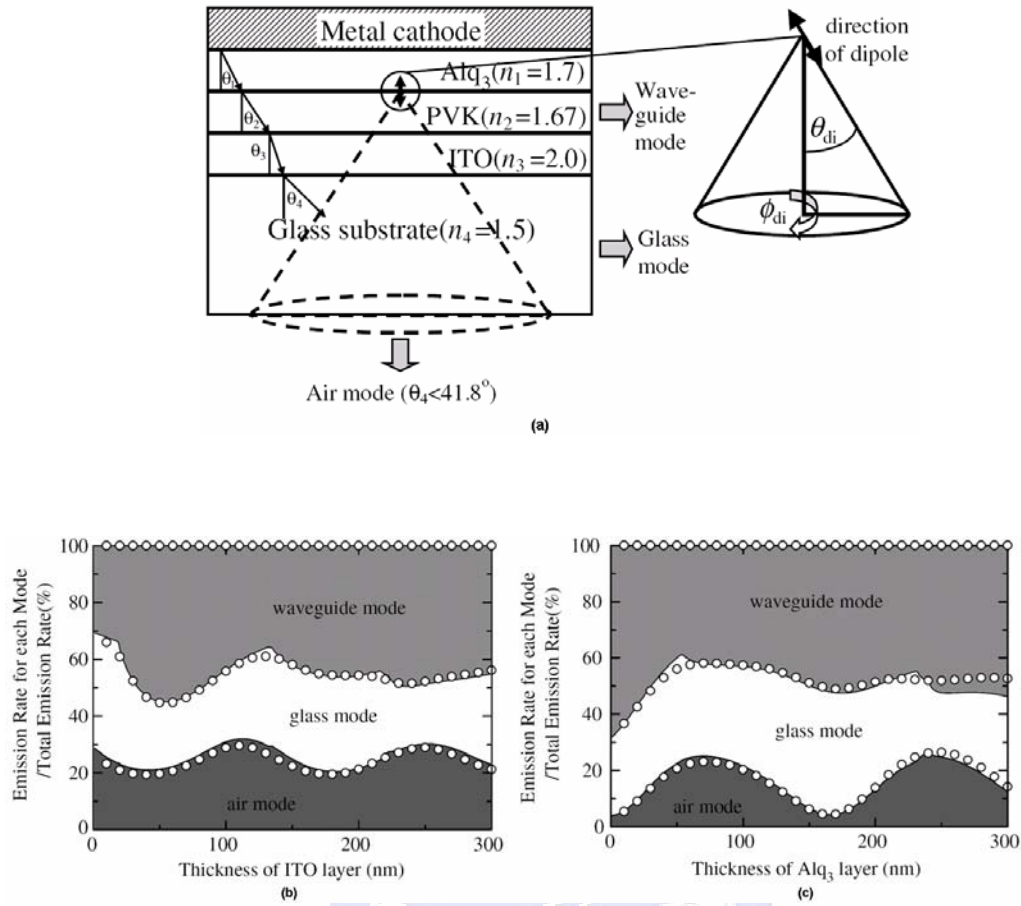 Metal cathode
Alq3(n1=1.7)
PVK(n2=1.67)
ITO(n3=2.0)
Glass substrate(n4=1.5)
θ1
θ2
θ3
θ4
Wave-
guide
mode
Glass
mode
Air mode (θ4<41.8°)
direction
of dipole
θdi
ϕdi
(a)
Emission Rate for each Mode
/Total Emission Rate(%)
100
80
60
40
20
0
waveguide mode
glass mode
air mode
0
100
200
300
Thickness of ITO layer (nm)
(b)
Emission Rate for each Mode
/Total Emission Rate(%)
100
80
60
40
20
0
waveguide mode
glass mode
air mode
0
100
200
300
Thickness of Alq3 layer (nm)
(c)